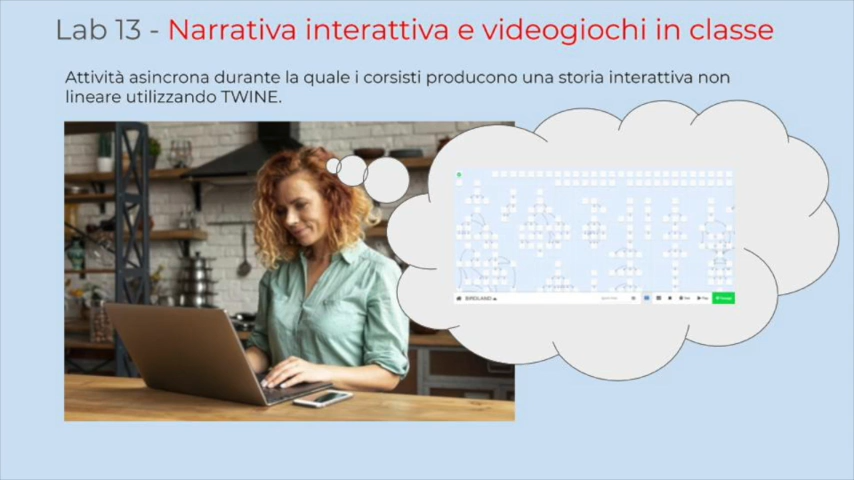 Lab 13 - Narrativa interattiva e videogiochi in classe
Attività asincrona durante la quale i corsisti producono una storia interattiva non
lineare utilizzando TWINE.
BIRDLAND